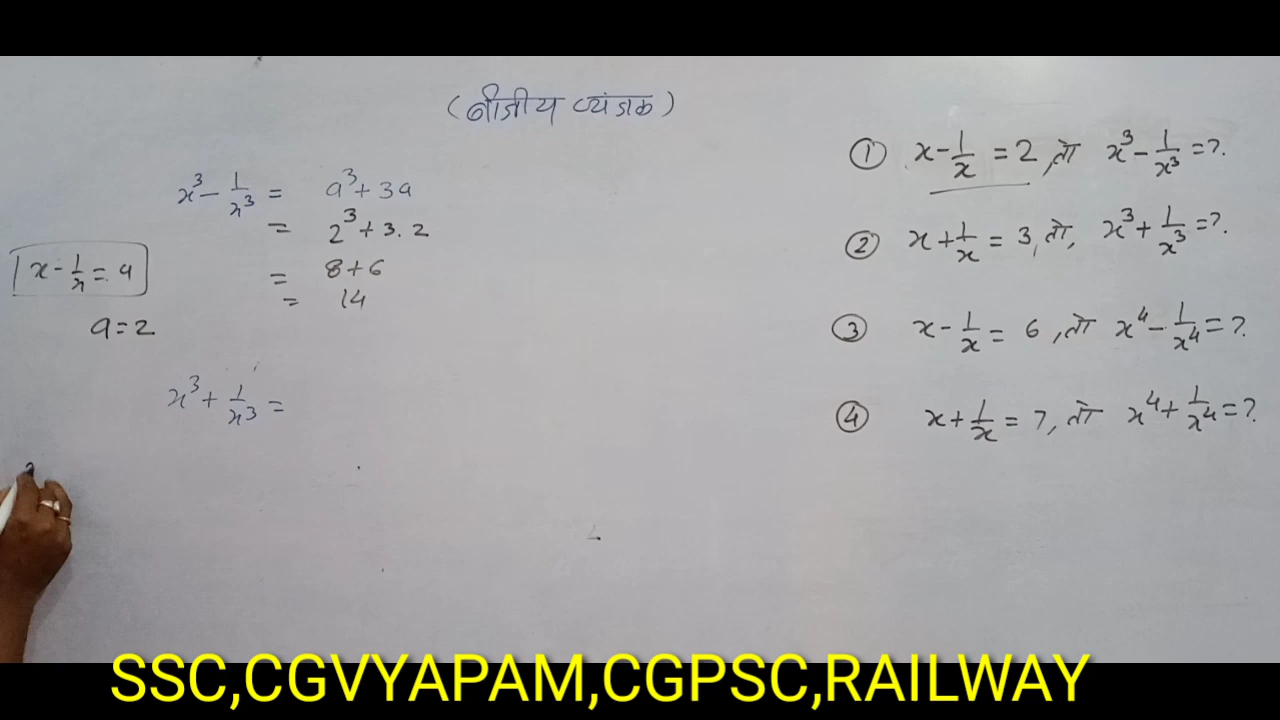 (बीजीय व्यंजक)
x³ - 1/x³ = a³ + 3a
= 2³ + 3.2
= 8 + 6
= 14
x - 1/x = a
a = 2
x³ + 1/x³ =
① x - 1/x = 2, तो x³ - 1/x³ = ?
② x + 1/x = 3, तो, x³ + 1/x³ = ?
③ x - 1/x = 6, तो x⁴ - 1/x⁴ = ?
④ x + 1/x = 7, तो x⁴ + 1/x⁴ = ?
SSC,CGVYAPAM,CGPSC,RAILWAY